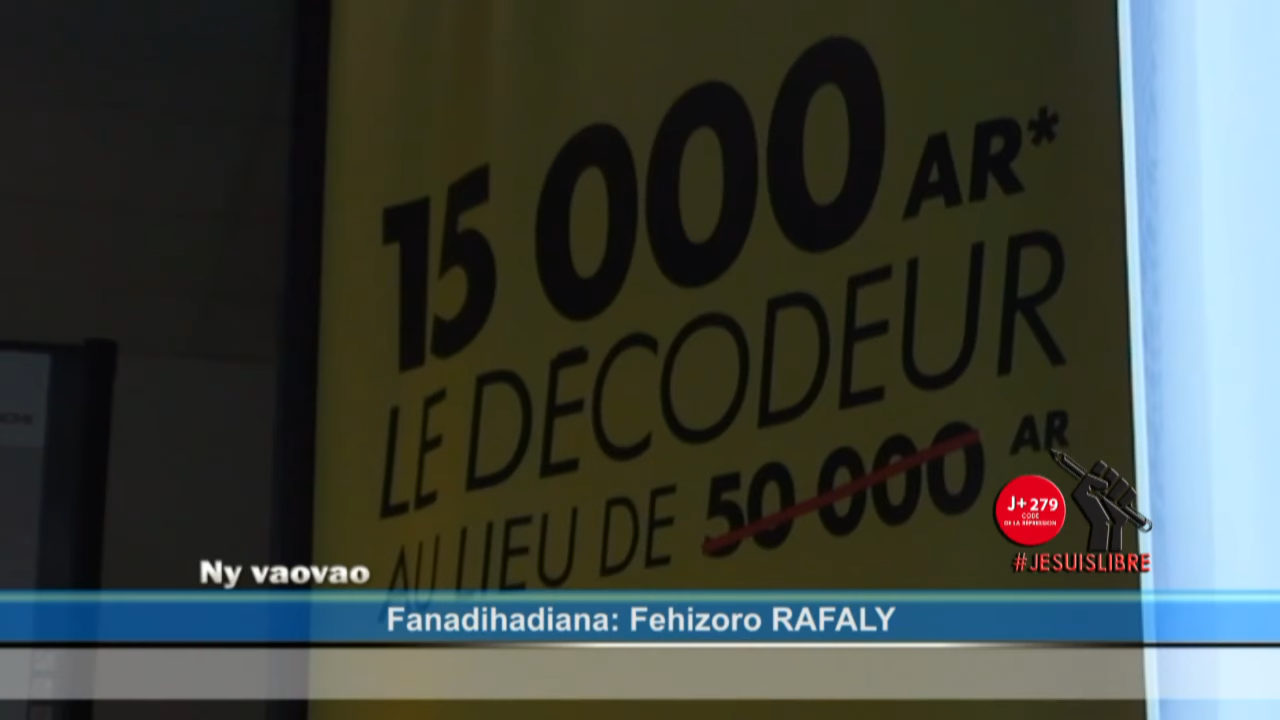 15 000 AR*
LE DECODEUR
AU LIEU DE 50 000 AR
J+ 279
CODE
DE LA RÉPRESSION
#JESUISLIBRE
Ny vaovao
Fanadihadiana: Fehizoro RAFALY